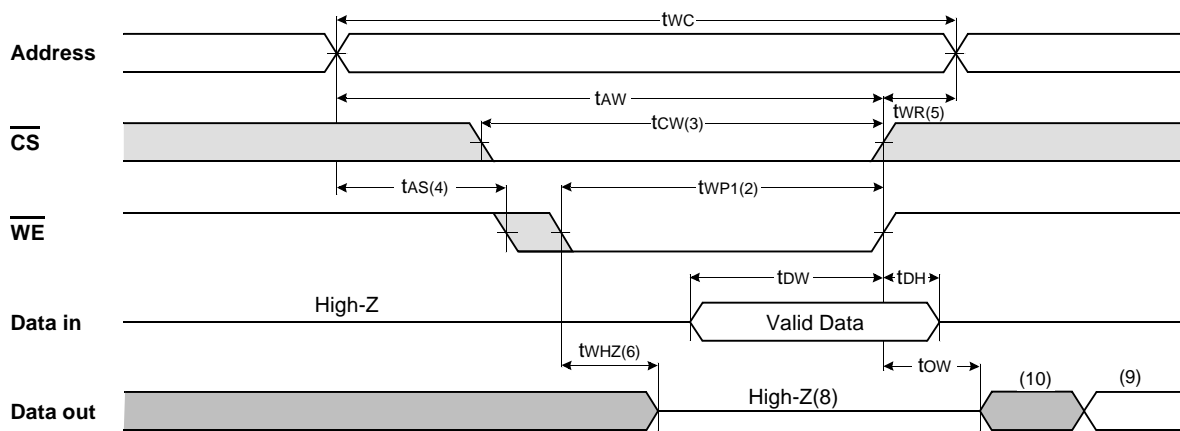 tWC
Address
tAW
tWR(5)
tCW(3)
CS
tAS(4)
tWP1(2)
WE
tDW
tDH
High-Z
Data in
Valid Data
tWHZ(6)
tOW
(10)
(9)
High-Z(8)
Data out